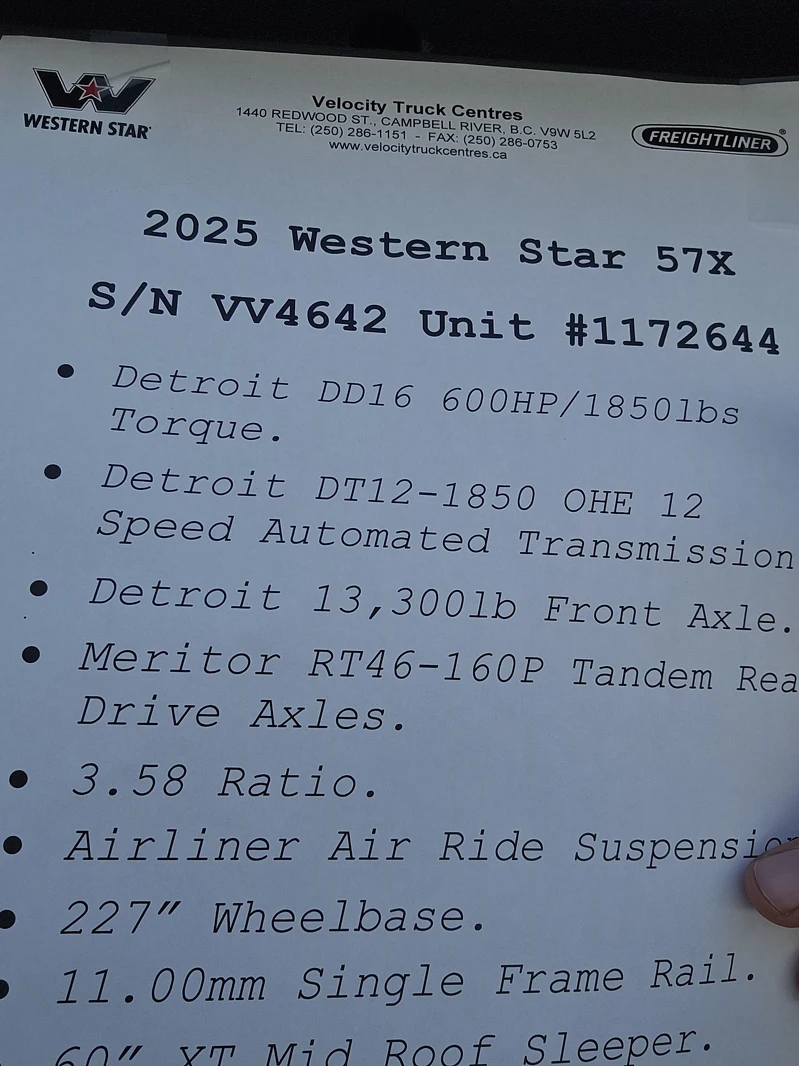 WESTERN STAR
Velocity Truck Centres
1440 REDWOOD ST., CAMPBELL RIVER, B.C. V9W 5L2
TEL: (250) 286-1151 - FAX: (250) 286-0753
www.velocitytruckcentres.ca
FREIGHTLINER®
2025 Western Star 57X
S/N VV4642 Unit #1172644
• Detroit DD16 600HP/1850lbs
Torque.
• Detroit DT12-1850 OHE 12
Speed Automated Transmission
• Detroit 13,300lb Front Axle.
• Meritor RT46-160P Tandem Rea
Drive Axles.
• 3.58 Ratio.
• Airliner Air Ride Suspension
• 227" Wheelbase.
• 11.00mm Single Frame Rail.
60" XT Mid Roof Sleeper.